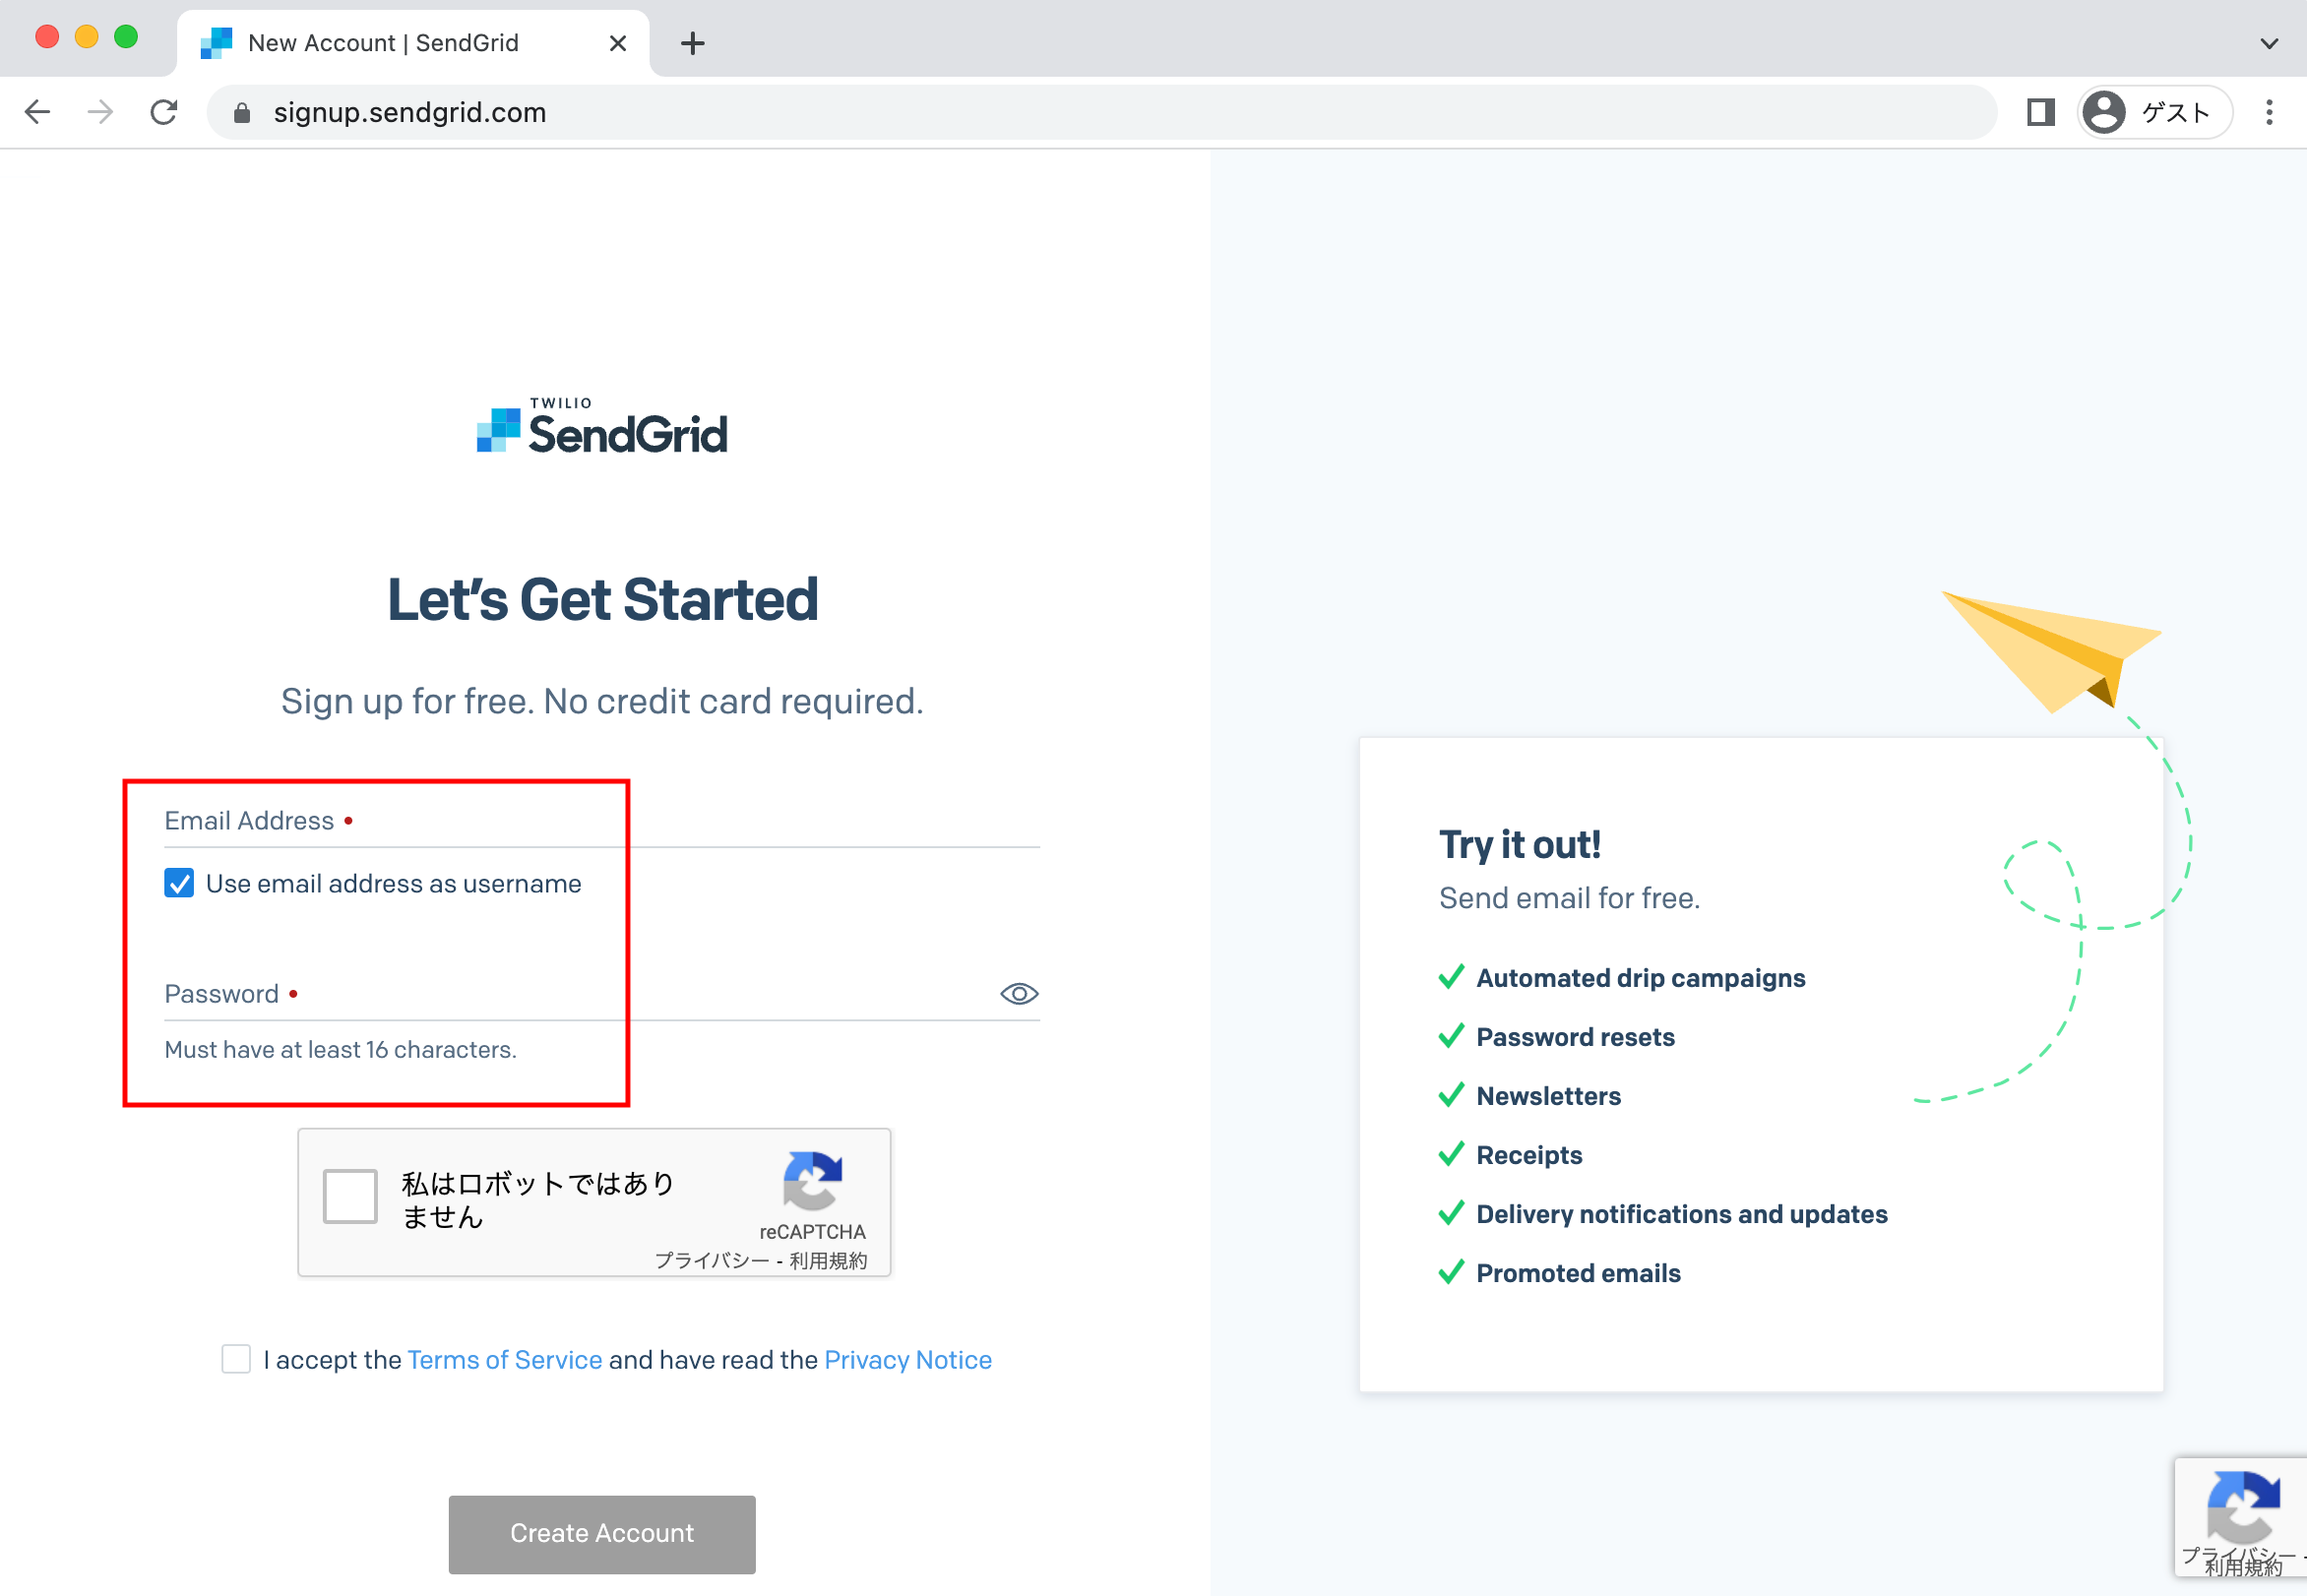 New Account | SendGrid
signup.sendgrid.com
ゲスト
TWILIO
SendGrid
Let's Get Started
Sign up for free. No credit card required.
Email Address •
Use email address as username
Password •
Must have at least 16 characters.
私はロボットではあり
ません
reCAPTCHA
プライバシー - 利用規約
I accept the Terms of Service and have read the Privacy Notice
Create Account
Try it out!
Send email for free.
Automated drip campaigns
Password resets
Newsletters
Receipts
Delivery notifications and updates
Promoted emails
プライバシー -
利用規約